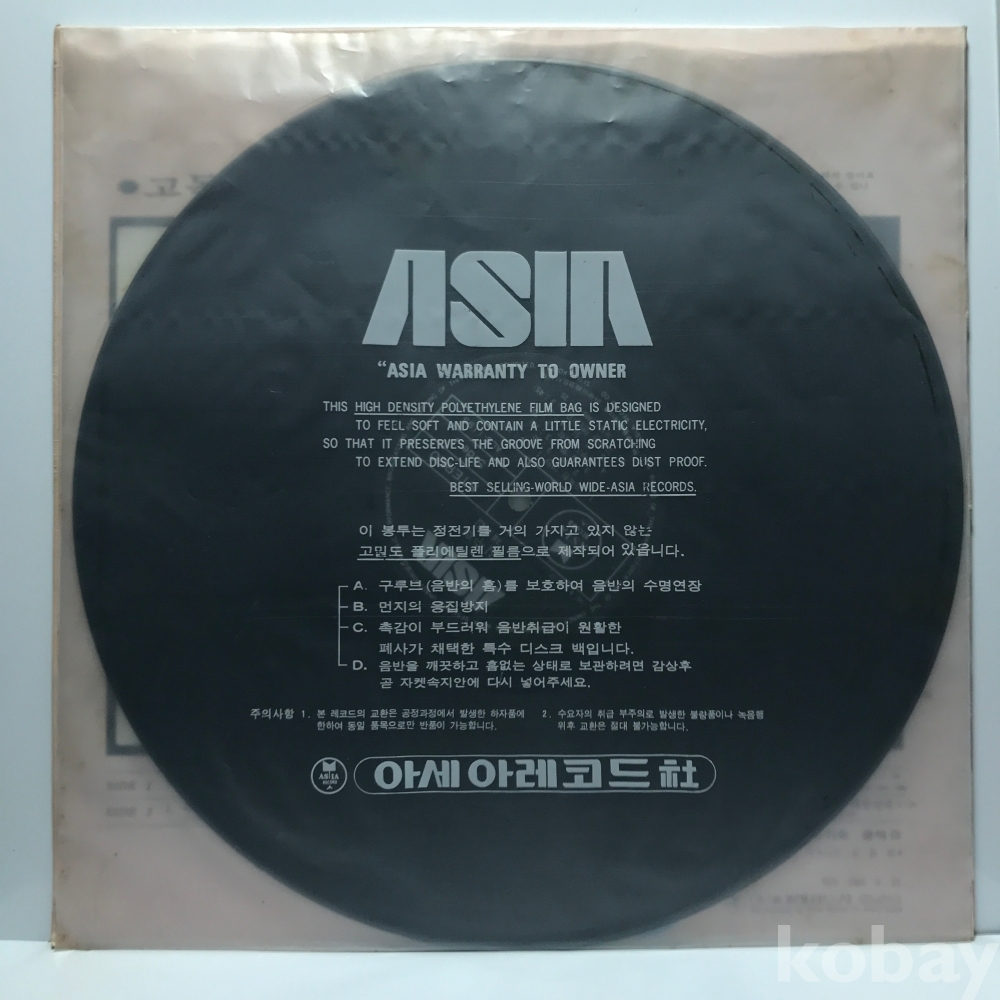 ASIA
“ASIA WARRANTY TO OWNER
THIS HIGH DENSITY POLYETHYLENE FILM BAG IS DESIGNED
TO FEEL SOFT AND CONTAIN A LITTLE STATIC ELECTRICITY,
SO THAT IT PRESERVES THE GROOVE FROM SCRATCHING
TO EXTEND DISC-LIFE AND ALSO GUARANTEES DUST PROOF.
BEST SELLING-WORLD WIDE-ASIA RECORDS.
이 봉투는 정전기를 거의 가지고 있지 않는
고밀도 폴리에틸렌 필름으로 제작되어 있읍니다.
A. 구루브(음반의 홈)를 보호하여 음반의 수명연장
B. 먼지의 응집방지
C. 촉감이 부드러워 음반취급이 원활한
폐사가 채택한 특수 디스크 백입니다.
D. 음반을 깨끗하고 흠없는 상태로 보관하려면 감상후
곧 자켓속지안에 다시 넣어주세요.
주의사항 1. 본 레코드의 교환은 공정과정에서 발생한 하자품에 2. 수요자의 취급 부주의로 발생한 불량품이나 녹음행
한하여 동일 품목으로만 반품이 가능합니다. 위후 교환은 절대 불가능합니다.
ASIA 아세아레코드社
kobay